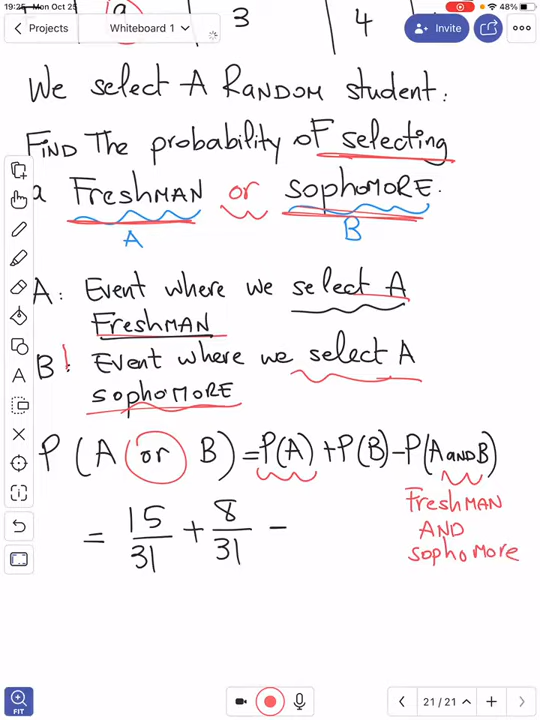 19:25 Mon Oct 25
48%
Projects
Whiteboard 1
Invite
2 3 4
We select A RANDOM student:
FIND The probability of selecting
a FreshMAN or sophoMORE.
A B
A: Event where we select A
FRESHMAN
B: Event where we select A
sophoMORE
P (A or B) = P(A) + P(B) - P(A AND B)
FreshMAN
AND
sophoMore
= 15/31 + 8/31 -
A
21/21